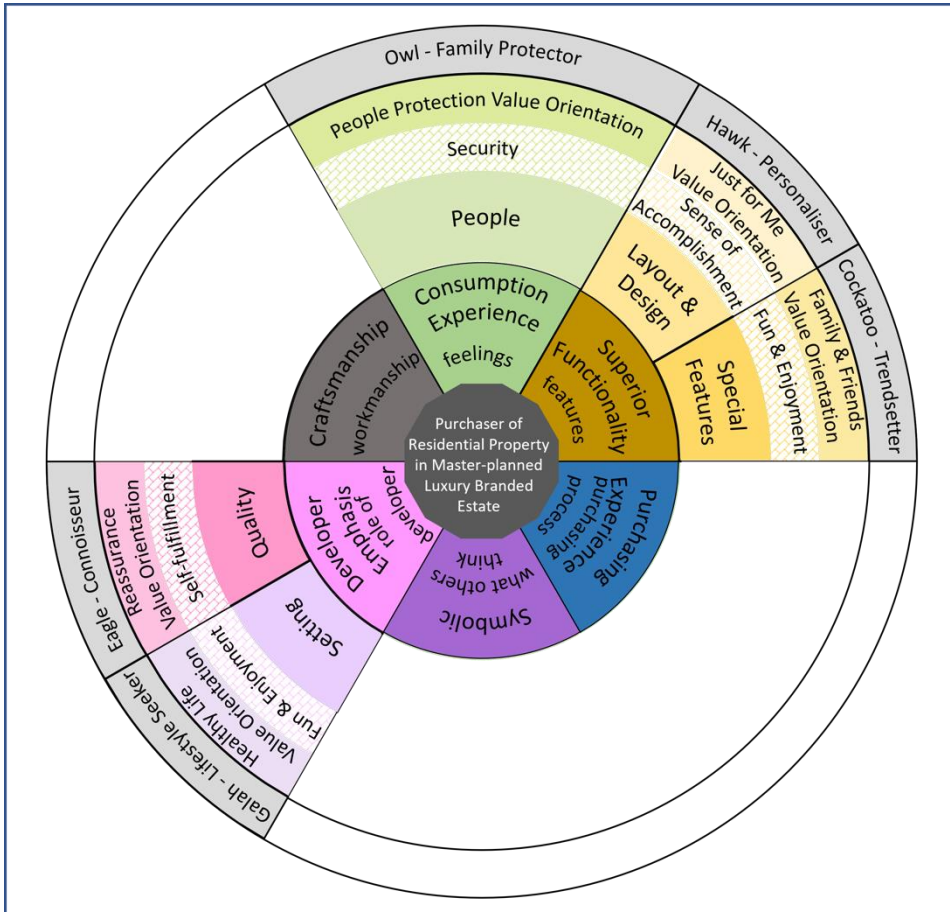 Owl - Family Protector
People Protection Value Orientation
Security
People
Consumption
Experience
feelings
Hawk - Personaliser
Just for Me
Value Orientation
Sense of
Accomplishment
Layout &
Design
Cockatoo - Trendsetter
Family & Friends
Value Orientation
Fun & Enjoyment
Special
Features
Superior
Functionality
features
Purchasing
Experience
purchasing
process
Symbolic
what others
think
Developer
Emphasis
role of
developer
Craftsmanship
workmanship
Purchaser of
Residential Property
in Master-planned
Luxury Branded
Estate
Eagle - Connoisseur
Reassurance
Value Orientation
Self-fulfillment
Quality
Galah - Lifestyle Seeker
Healthy Life
Value Orientation
Fun & Enjoyment
Setting